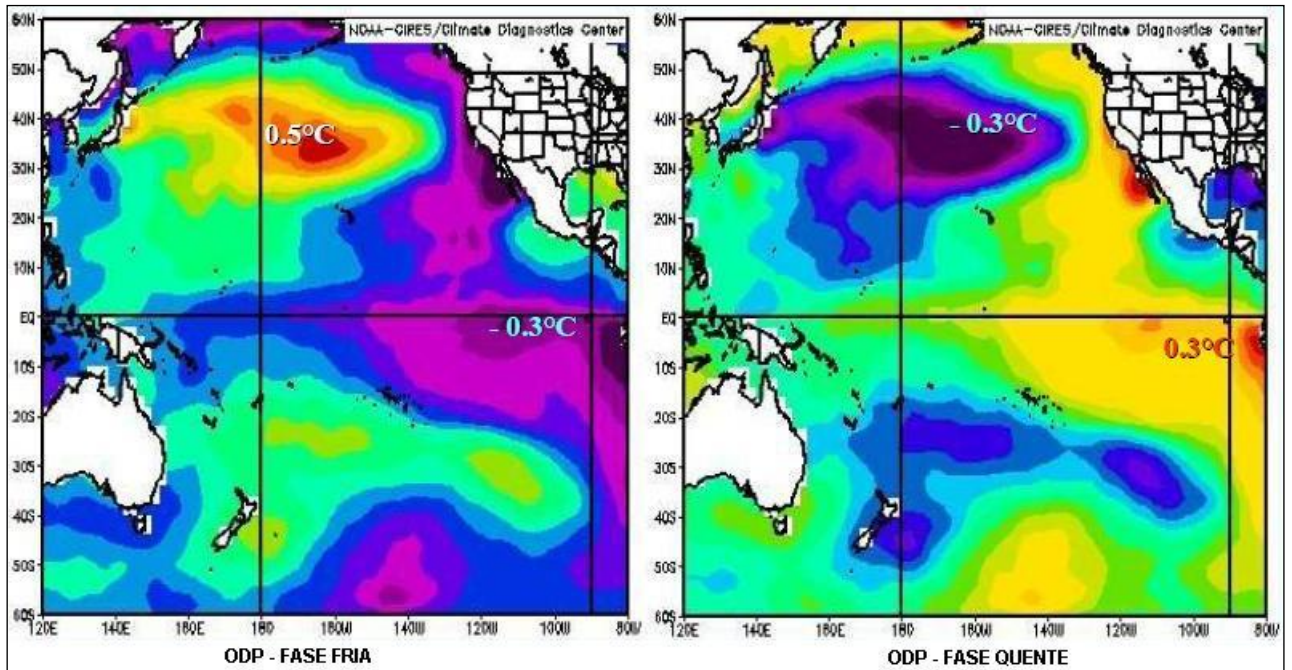 NOAA-CIRES/Climate Diagnostics Center
60N
50N
40N
30N
20N
10N
EQ
10S
20S
30S
40S
50S
60S
120E
140E
160E
180
160W
140W
120W
100W
80W
0.5°C
- 0.3°C
ODP - FASE FRIA
NOAA-CIRES/Climate Diagnostics Center
60N
50N
40N
30N
20N
10N
EQ
10S
20S
30S
40S
50S
60S
120E
140E
160E
180
160W
140W
120W
100W
80W
- 0.3°C
0.3°C
ODP - FASE QUENTE